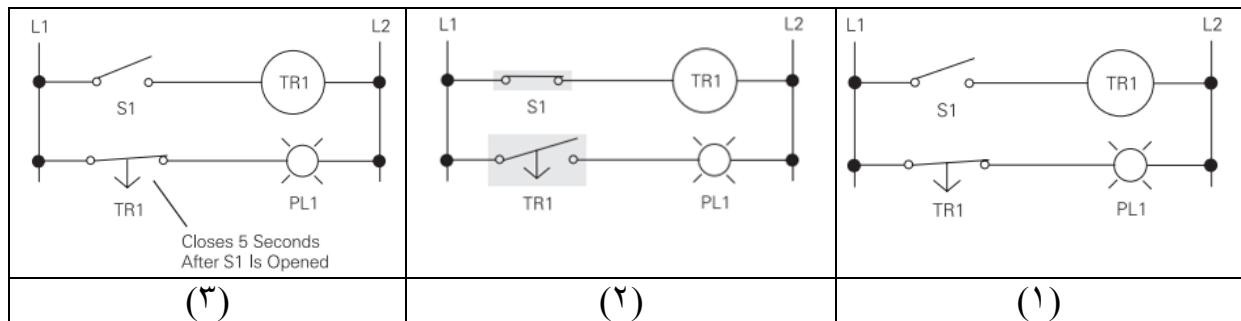 L1 L2
S1
TR1
TR1
PL1
Closes 5 Seconds
After S1 Is Opened
(٣)
L1 L2
TR1
S1
TR1
PL1
(٢)
L1 L2
TR1
S1
TR1
PL1
(١)